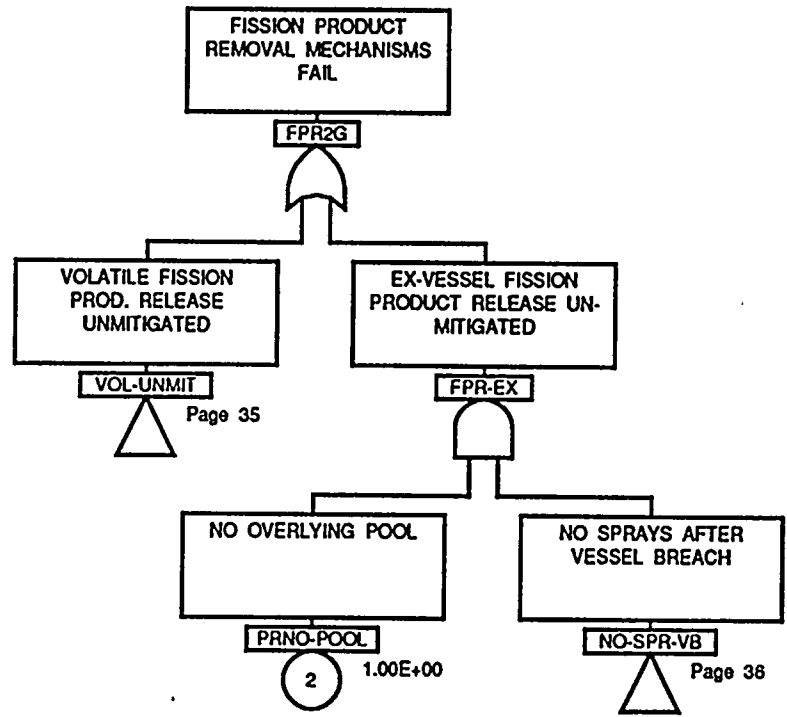 FISSION PRODUCT
REMOVAL MECHANISMS
FAIL
FPR2G
VOLATILE FISSION
PROD. RELEASE
UNMITIGATED
VOL-UNMIT
Page 35
EX-VESSEL FISSION
PRODUCT RELEASE UN-
MITIGATED
FPR-EX
NO OVERLYING POOL
PRNO-POOL
2
1.00E+00
NO SPRAYS AFTER
VESSEL BREACH
NO-SPR-VB
Page 36